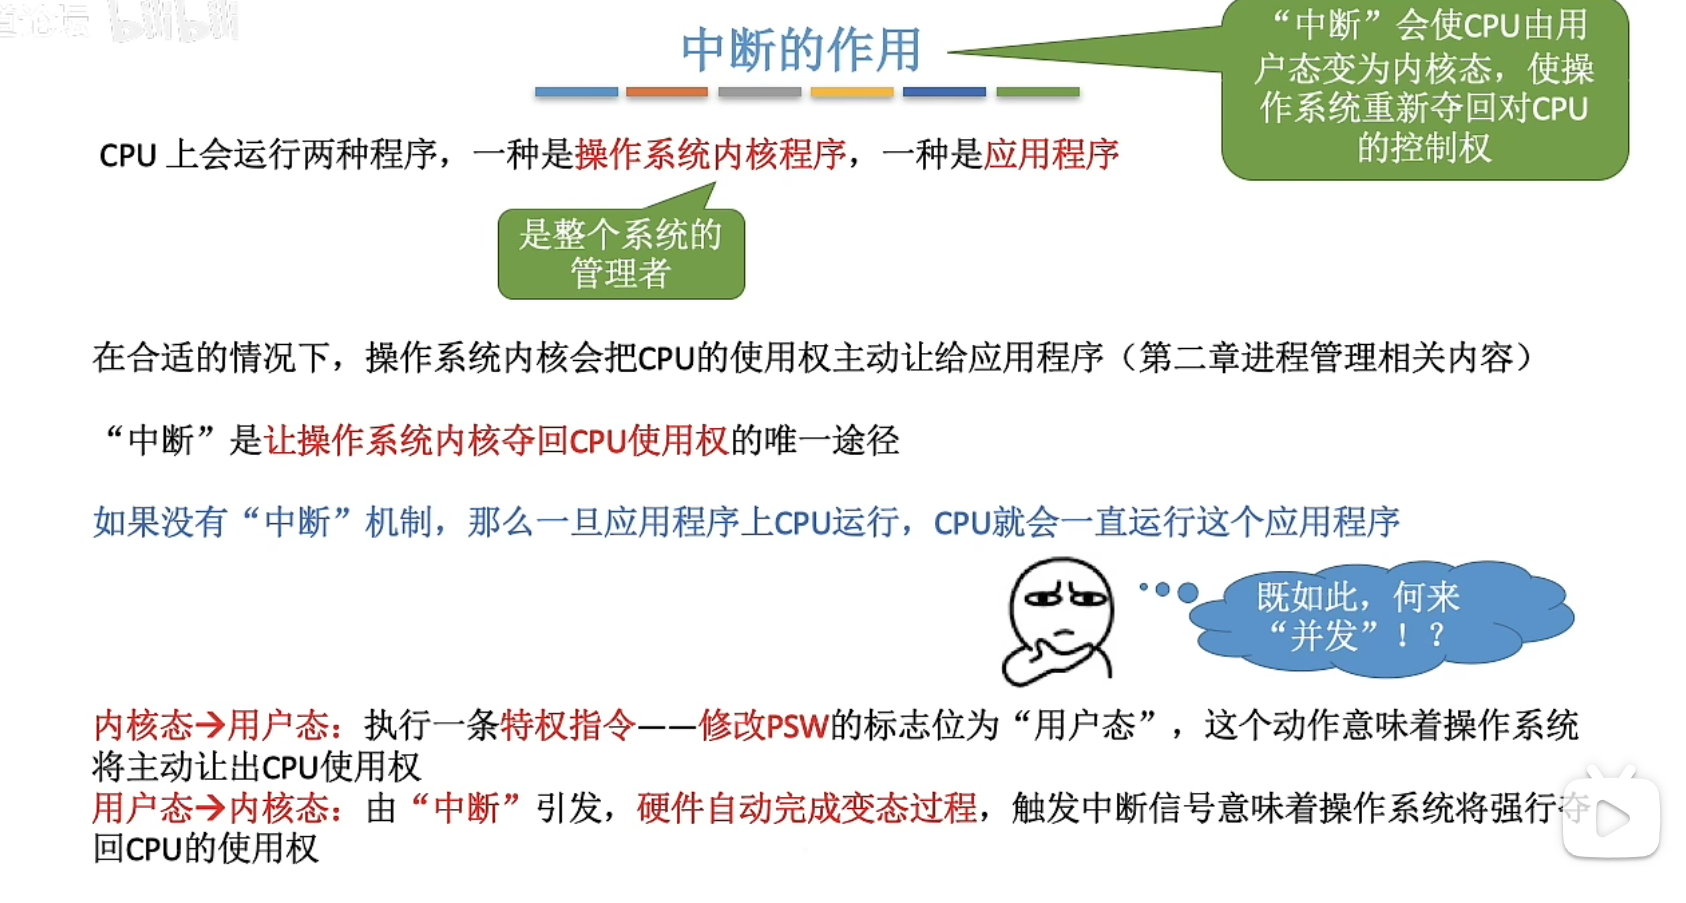 道论坛 bilibili
中断的作用
“中断”会使CPU由用
户态变为内核态，使操
作系统重新夺回对CPU
的控制权
CPU 上会运行两种程序，一种是操作系统内核程序，一种是应用程序
是整个系统的
管理者
在合适的情况下，操作系统内核会把CPU的使用权主动让给应用程序（第二章进程管理相关内容）
“中断”是让操作系统内核夺回CPU使用权的唯一途径
如果没有“中断”机制，那么一旦应用程序上CPU运行，CPU就会一直运行这个应用程序
既如此，何来
“并发”！？
内核态→用户态：执行一条特权指令——修改PSW的标志位为“用户态”，这个动作意味着操作系统
将主动让出CPU使用权
用户态→内核态：由“中断”引发，硬件自动完成变态过程，触发中断信号意味着操作系统将强行夺
回CPU的使用权